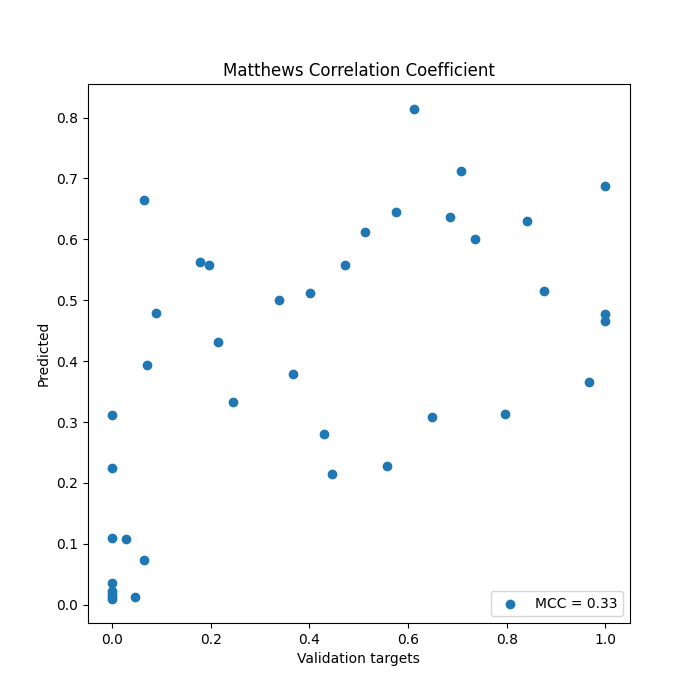 Matthews Correlation Coefficient
0.8
0.7
0.6
0.5
0.4
0.3
0.2
0.1
0.0
Predicted
MCC = 0.33
0.0 0.2 0.4 0.6 0.8 1.0
Validation targets